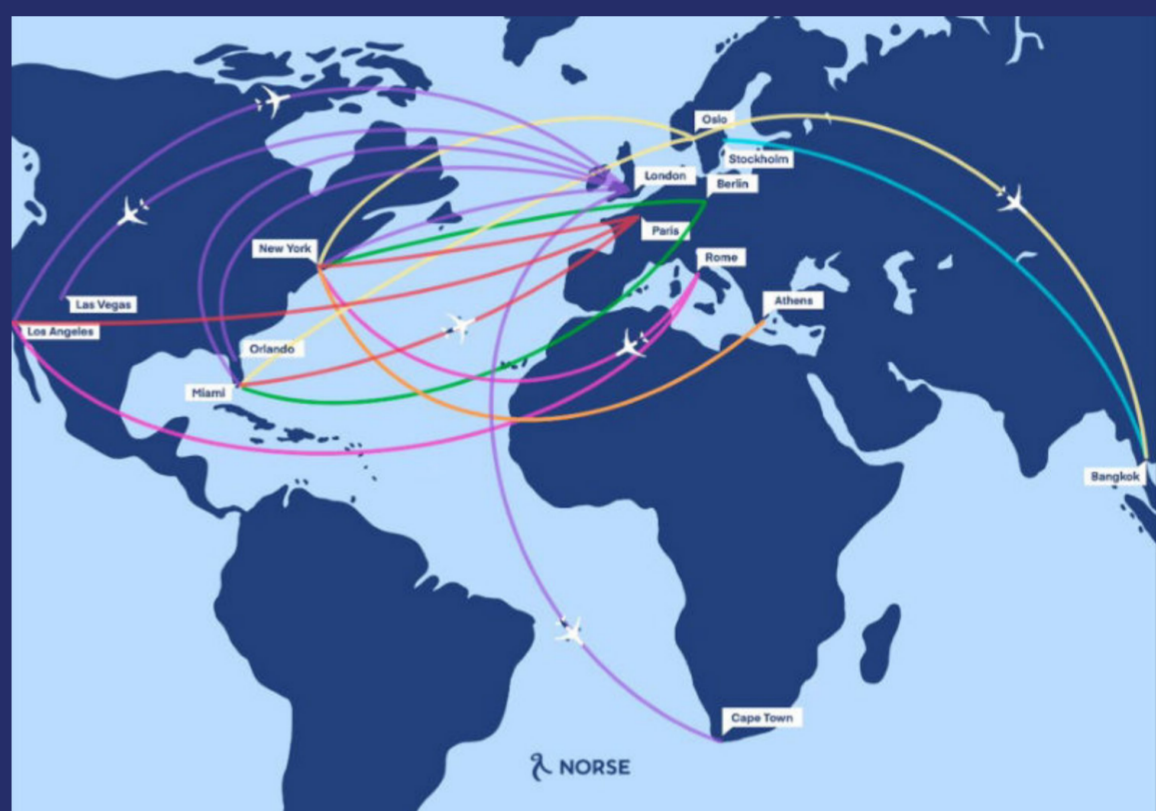 Oslo
Stockholm
London
Berlin
Paris
New York
Rome
Las Vegas
Athens
Los Angeles
Orlando
Miami
Bangkok
Cape Town
NORSE